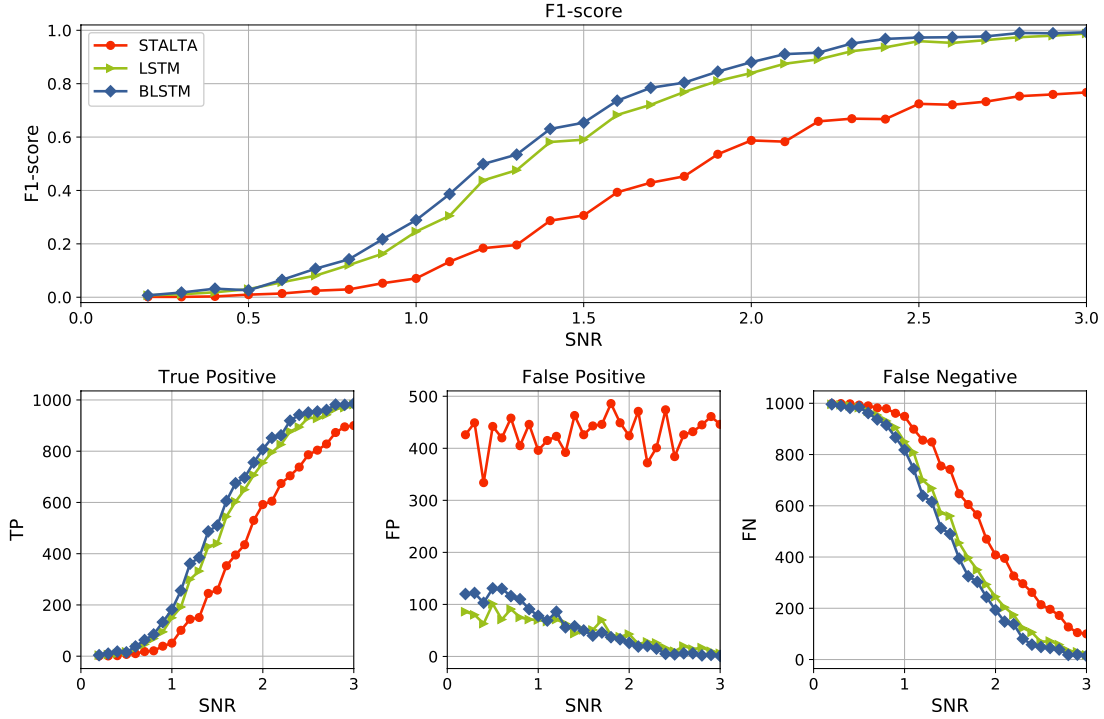 F1-score
F1-score
1.0
0.8
0.6
0.4
0.2
0.0
STALTA
LSTM
BLSTM
0.0 0.5 1.0 1.5 2.0 2.5 3.0
SNR
True Positive
TP
1000
800
600
400
200
0
0 1 2 3
SNR
False Positive
FP
500
400
300
200
100
0
0 1 2 3
SNR
False Negative
FN
1000
800
600
400
200
0
0 1 2 3
SNR